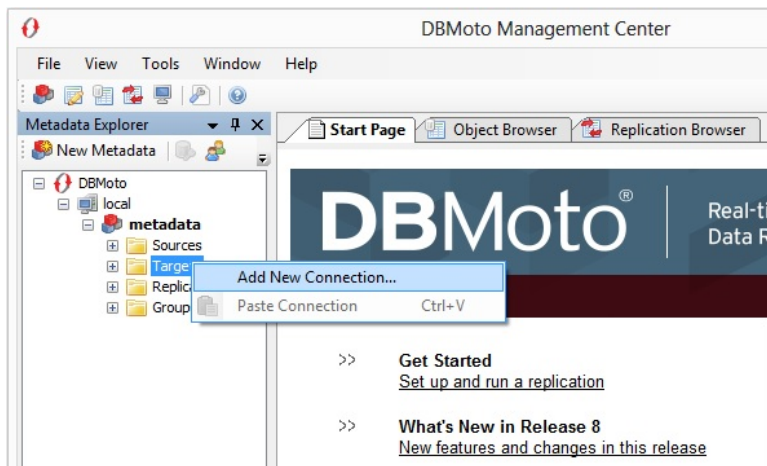 DBMoto Management Center
File View Tools Window Help
Metadata Explorer
Start Page Object Browser Replication Browser
New Metadata
DBMoto
local
metadata
Sources
Add New Connection...
Paste Connection Ctrl+V
DBMoto®
>> Get Started
Set up and run a replication
>> What's New in Release 8
New features and changes in this release